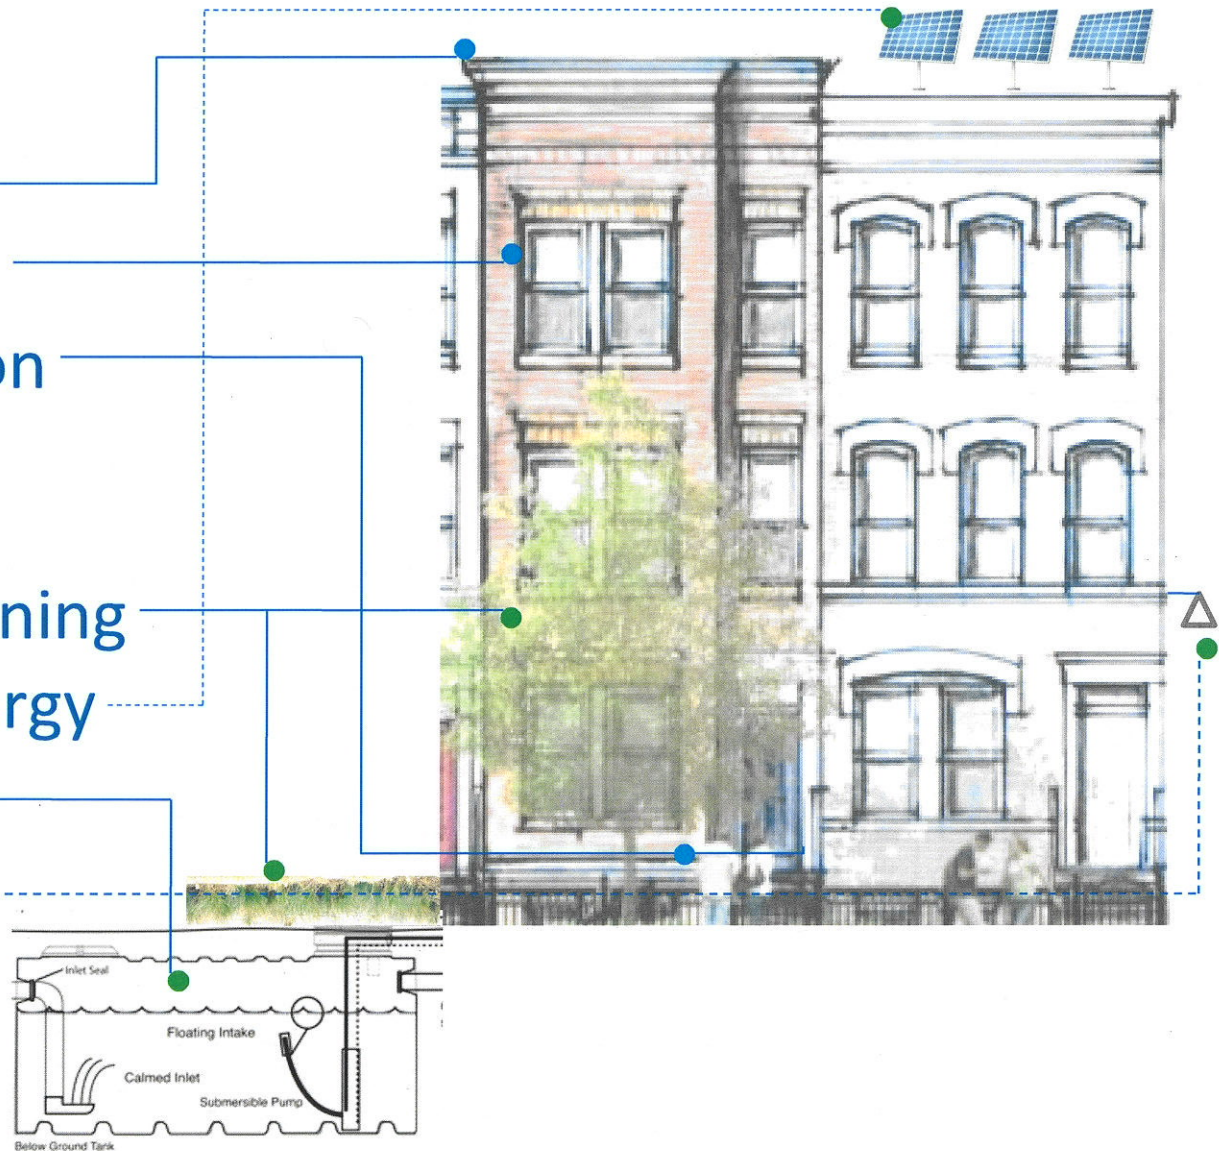 on
ning
rgy
Inlet Seal
Floating Intake
Calmed Inlet
Submersible Pump
Below Ground Tank